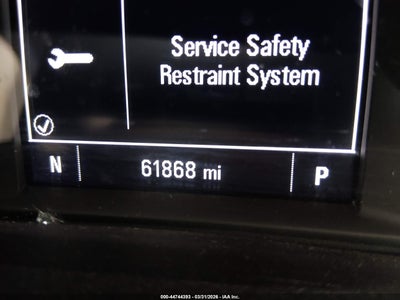 Service Safety
Restraint System
N 61868 mi P
000-44744393 - 03/31/2026 - IAA Inc.